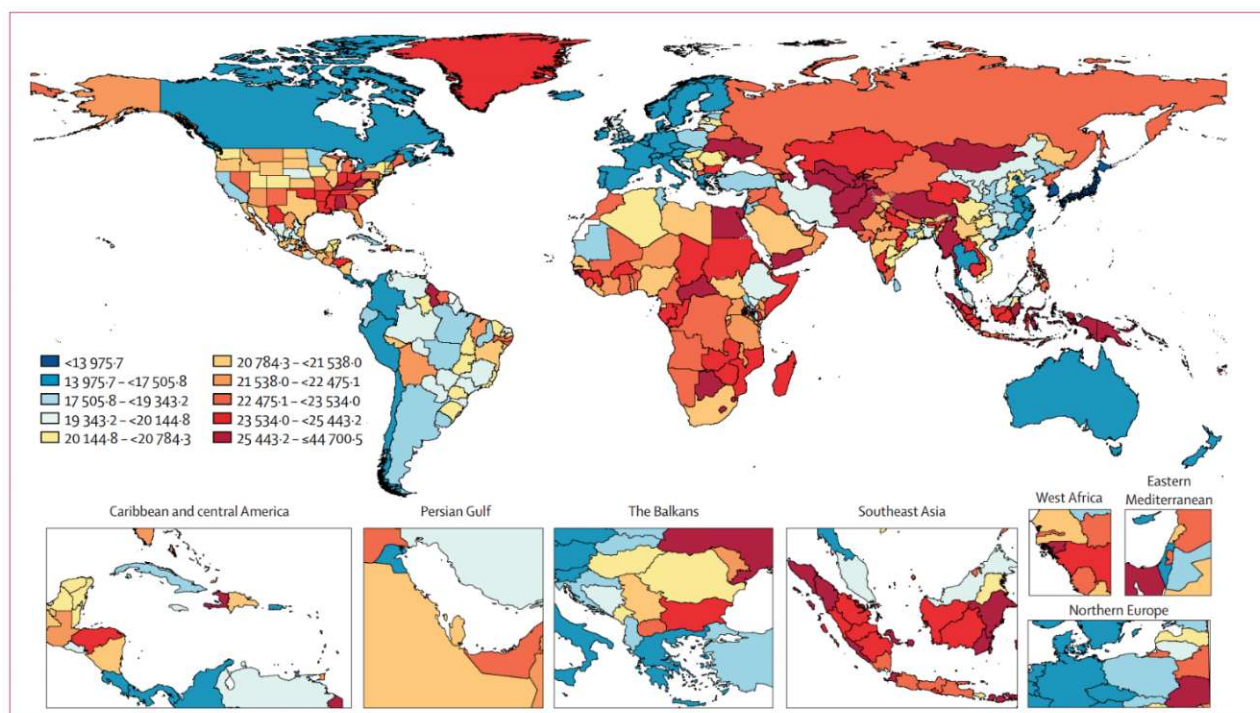 <13 975·7
13 975·7 – <17 505·8
17 505·8 – <19 343·2
19 343·2 – <20 144·8
20 144·8 – <20 784·3
20 784·3 – <21 538·0
21 538·0 – <22 475·1
22 475·1 – <23 534·0
23 534·0 – <25 443·2
25 443·2 – ≤44 700·5
Caribbean and central America
Persian Gulf
The Balkans
Southeast Asia
West Africa
Eastern
Mediterranean
Northern Europe